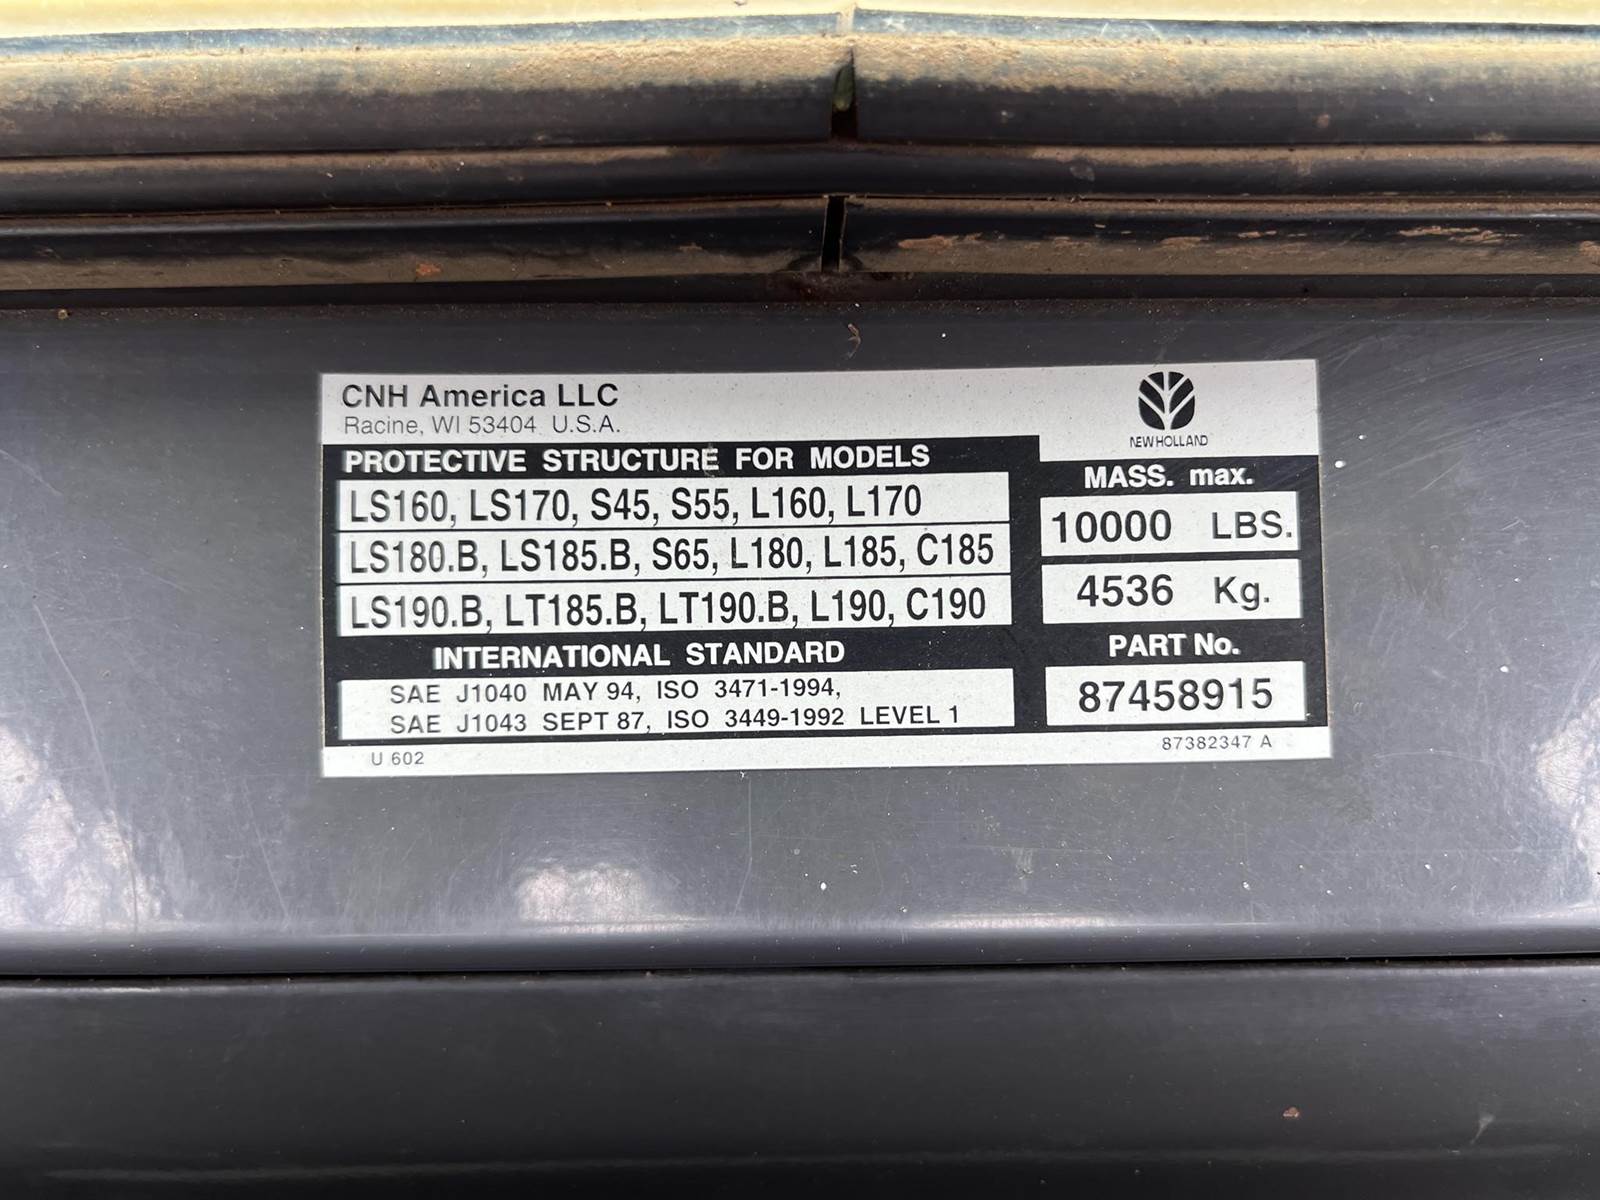 CNH America LLC
Racine, WI 53404 U.S.A.
NEW HOLLAND
PROTECTIVE STRUCTURE FOR MODELS
LS160, LS170, S45, S55, L160, L170
LS180.B, LS185.B, S65, L180, L185, C185
LS190.B, LT185.B, LT190.B, L190, C190
MASS. max.
10000 LBS.
4536 Kg.
INTERNATIONAL STANDARD
SAE J1040 MAY 94, ISO 3471-1994,
SAE J1043 SEPT 87, ISO 3449-1992 LEVEL 1
PART No.
87458915
U 602
87382347 A